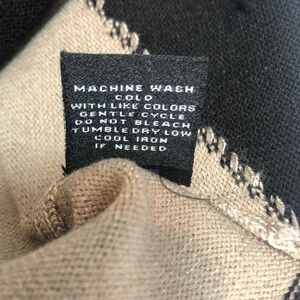 MACHINE WASH
COLD
WITH LIKE COLORS
GENTLE CYCLE
DO NOT BLEACH
TUMBLE DRY LOW
COOL IRON
IF NEEDED